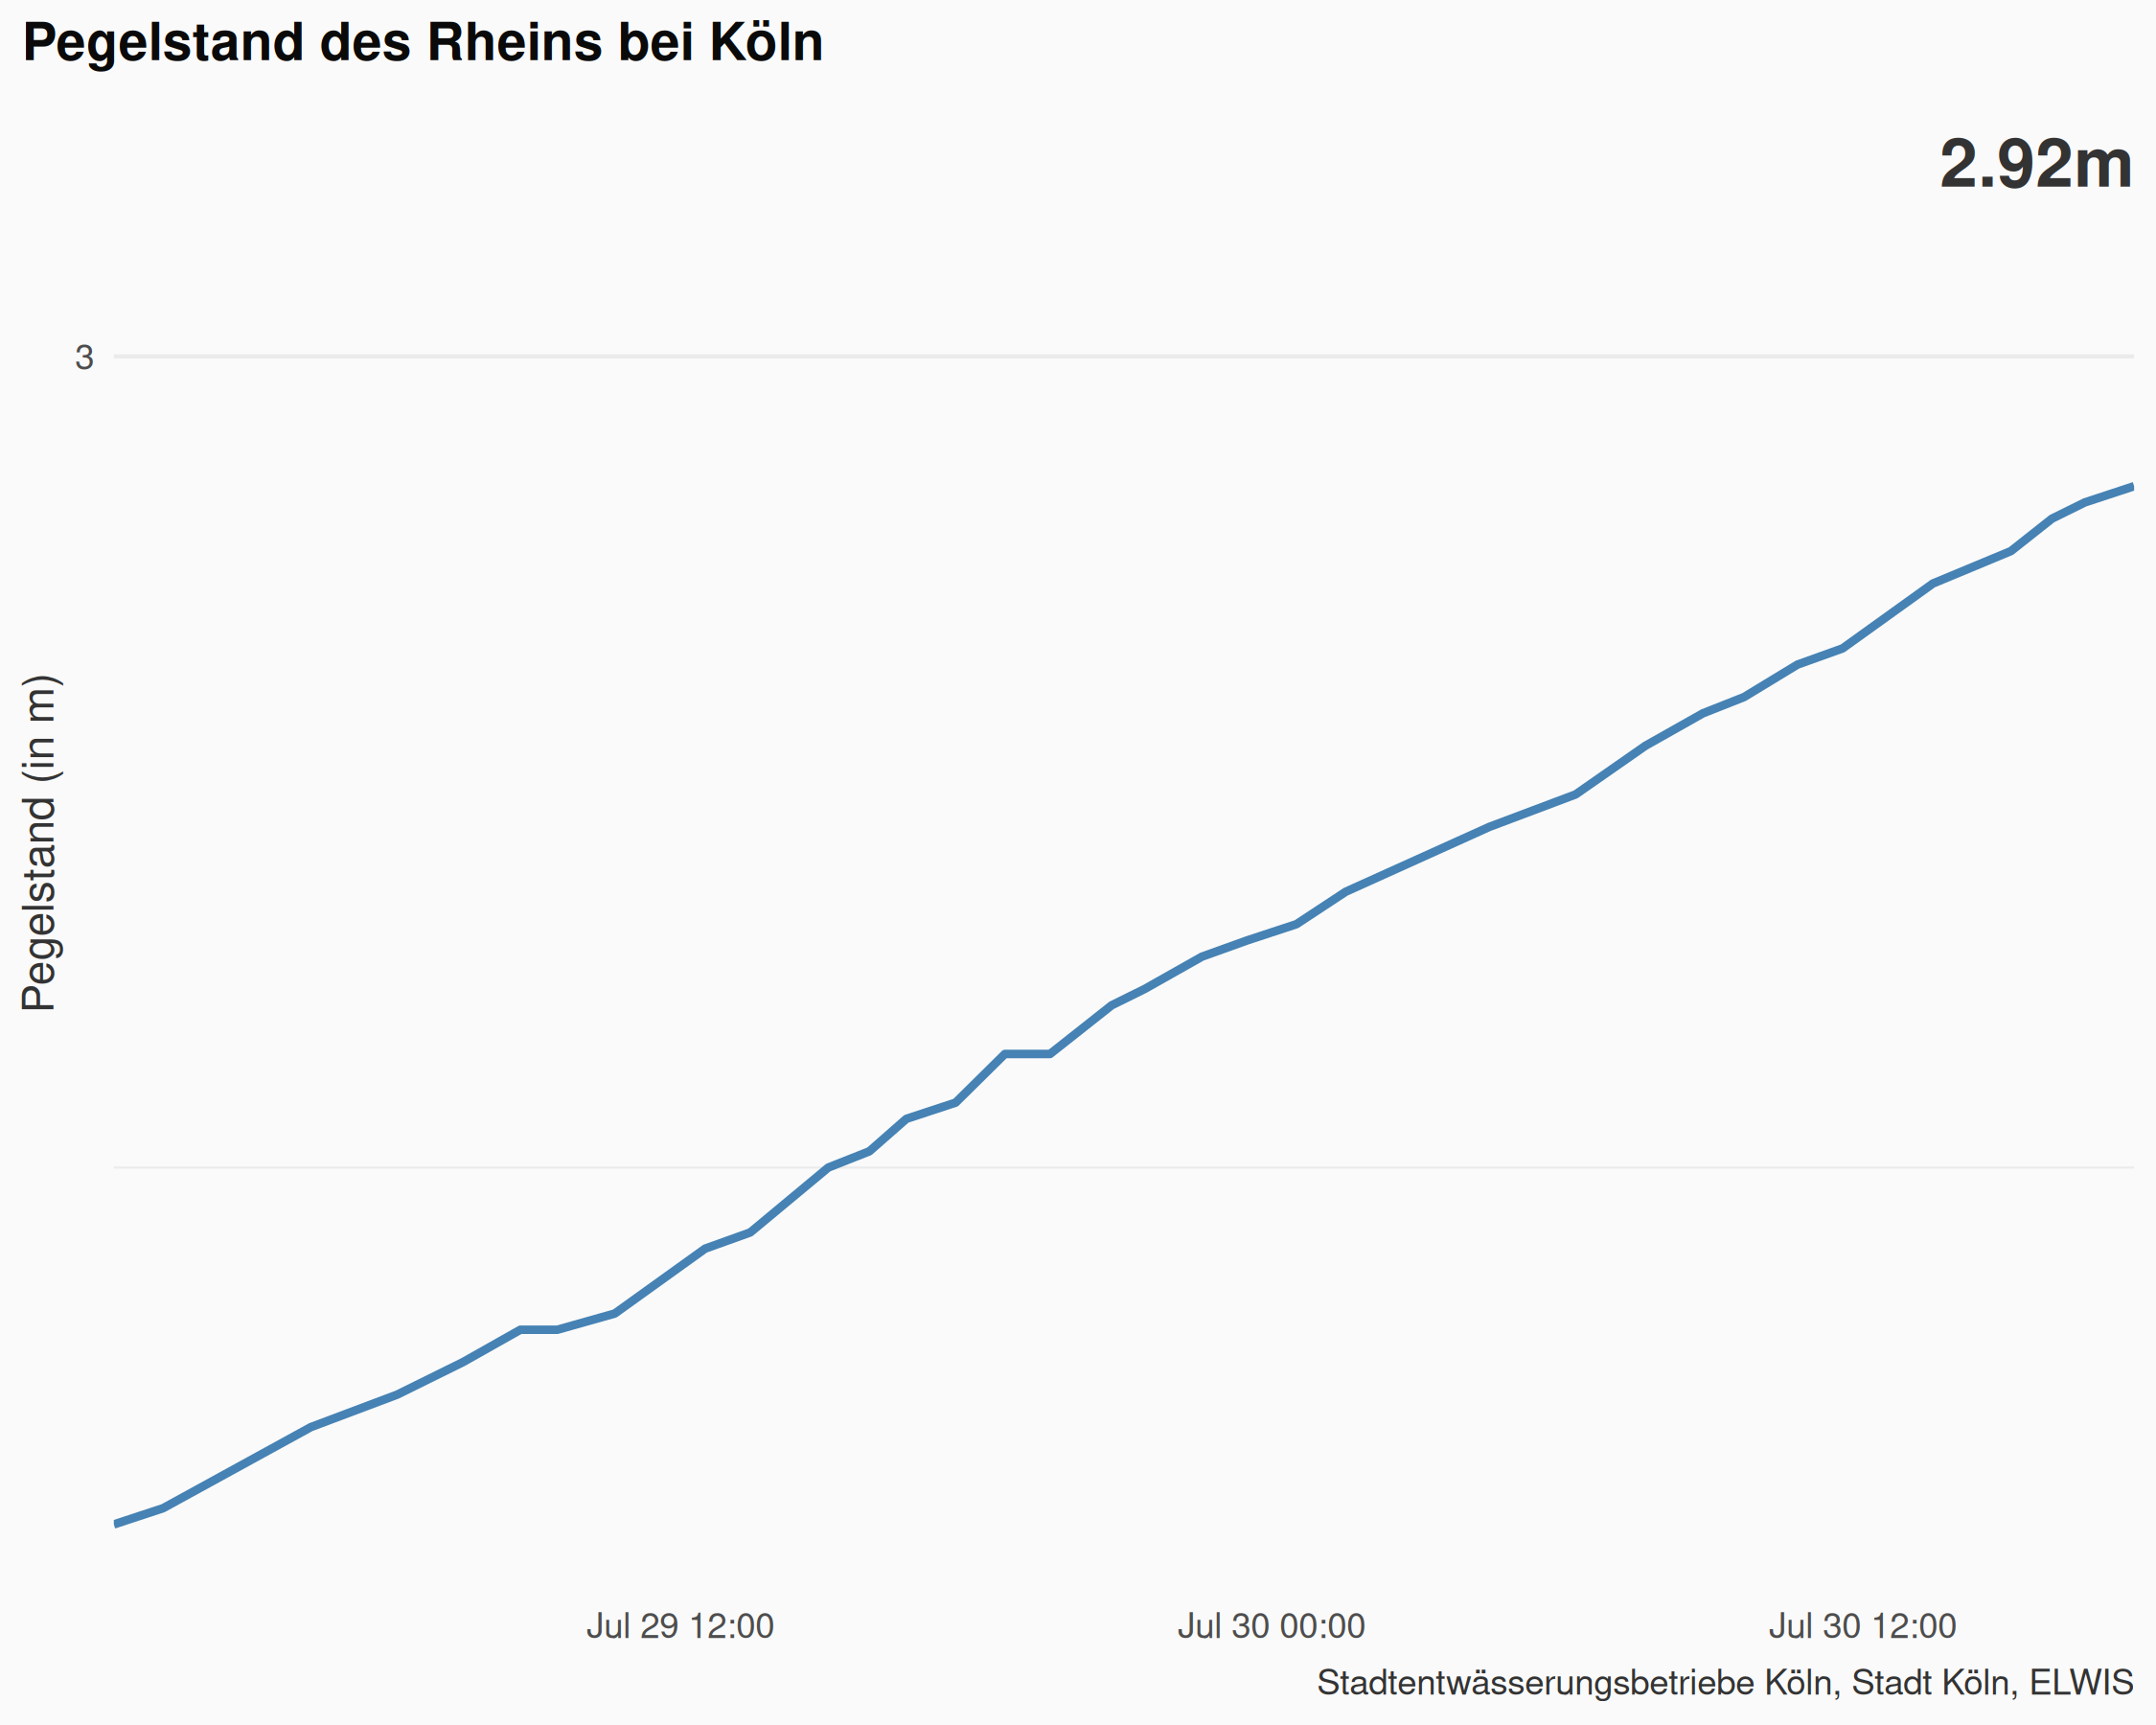 Pegelstand des Rheins bei Köln
2.92m
3
Pegelstand (in m)
Jul 29 12:00
Jul 30 00:00
Jul 30 12:00
Stadtentwässerungsbetriebe Köln, Stadt Köln, ELWIS